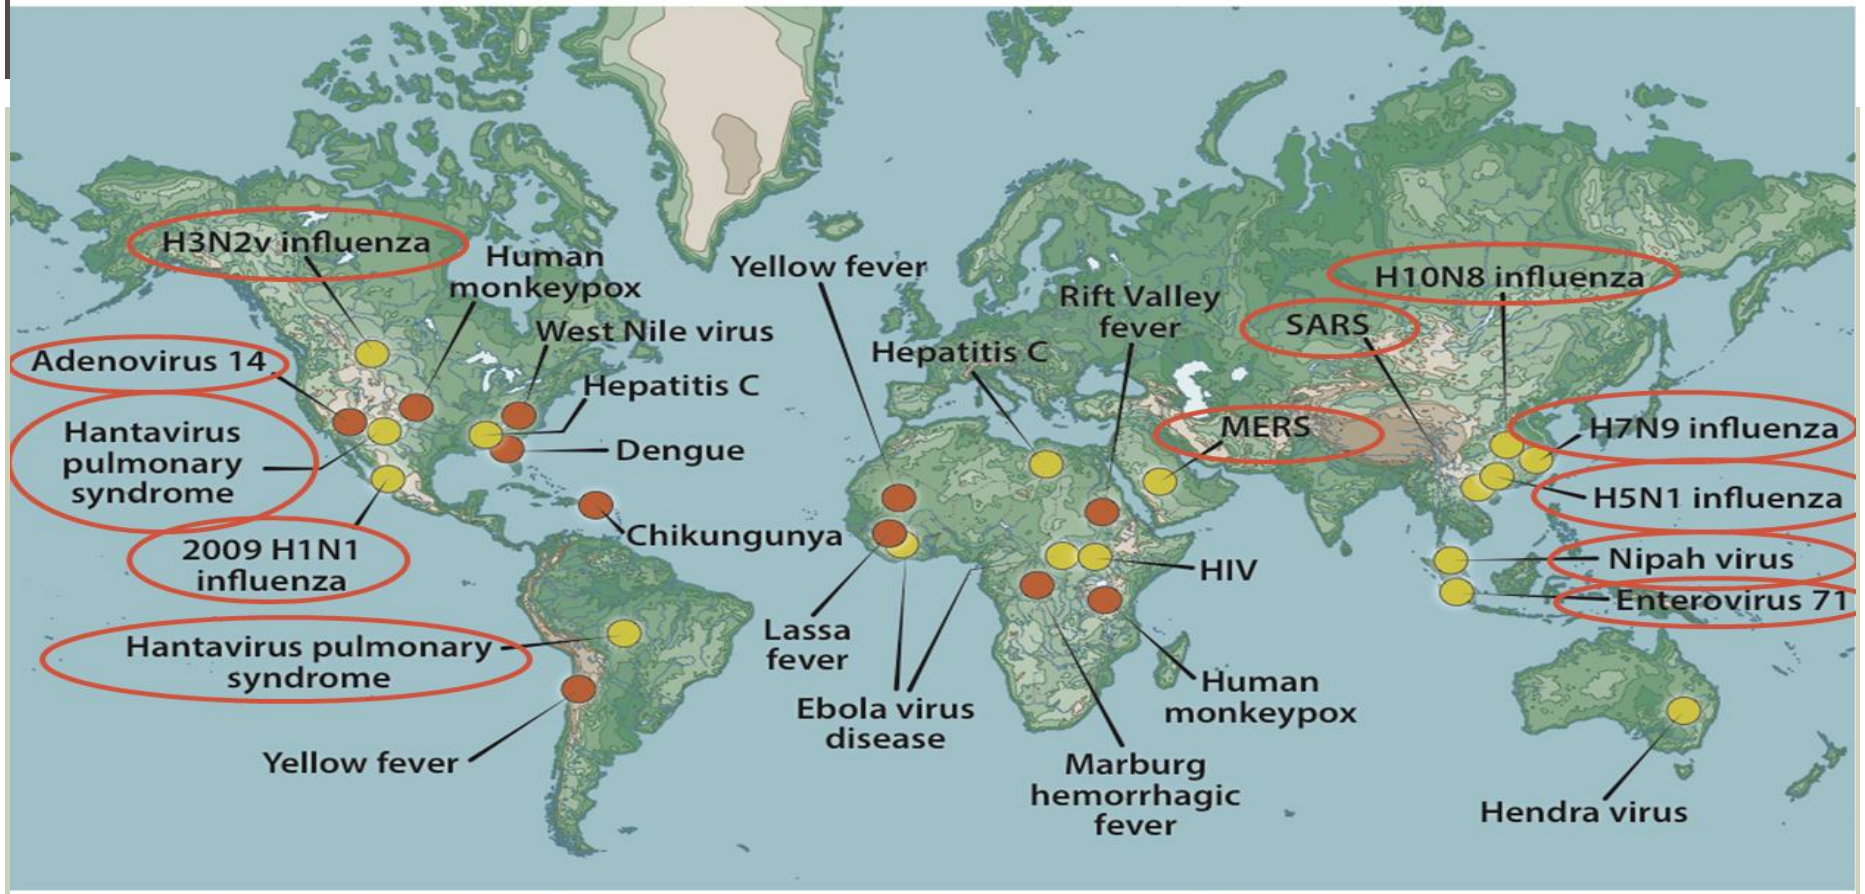 H3N2v influenza
Human
monkeypox
West Nile virus
Adenovirus 14
Hepatitis C
Hantavirus
pulmonary
syndrome
Dengue
Chikungunya
2009 H1N1
influenza
Hantavirus pulmonary
syndrome
Yellow fever
Yellow fever
Hepatitis C
Rift Valley
fever
MERS
HIV
Lassa
fever
Ebola virus
disease
Human
monkeypox
Marburg
hemorrhagic
fever
H10N8 influenza
SARS
H7N9 influenza
H5N1 influenza
Nipah virus
Enterovirus 71
Hendra virus